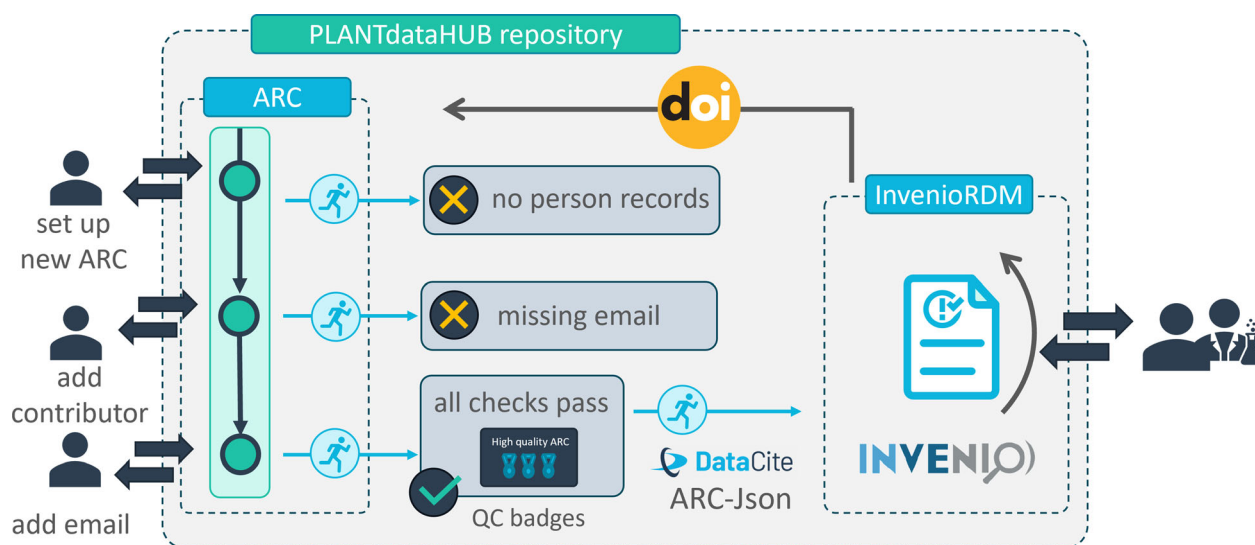 PLANTdataHUB repository
ARC
doi
set up
new ARC
no person records
InvenioRDM
add
contributor
missing email
all checks pass
High quality ARC
DataCite
ARC-Json
INVENIO
add email
QC badges